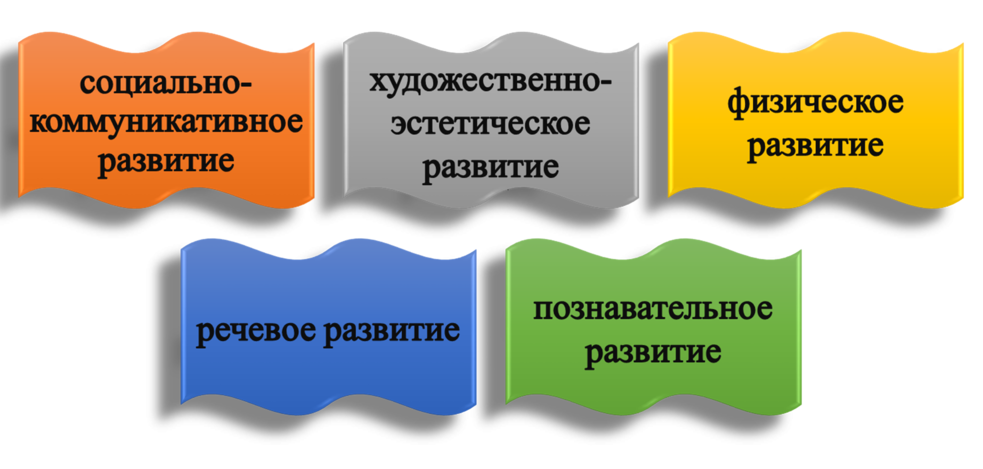 социально-
коммуникативное
развитие
художественно-
эстетическое
развитие
физическое
развитие
речевое развитие
познавательное
развитие